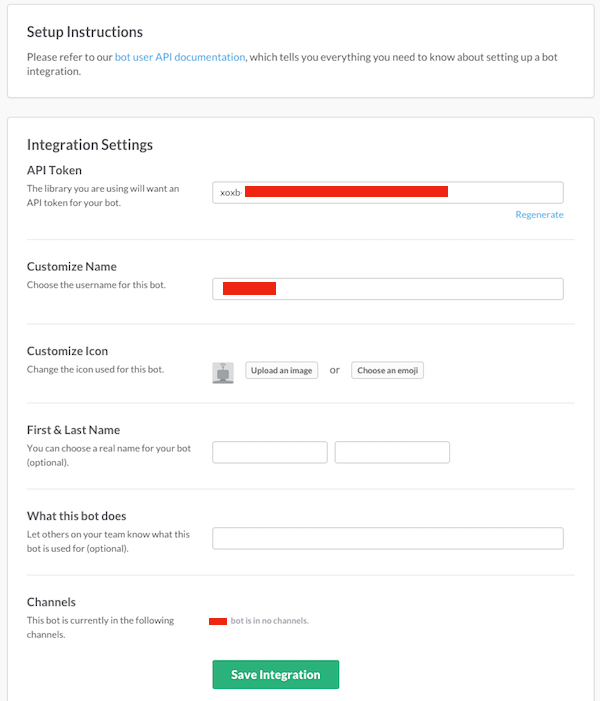 Setup Instructions
Please refer to our bot user API documentation, which tells you everything you need to know about setting up a bot
integration.
Integration Settings
API Token
The library you are using will want an
API token for your bot.
xoxb-
Regenerate
Customize Name
Choose the username for this bot.
Customize Icon
Change the icon used for this bot.
Upload an image or Choose an emoji
First & Last Name
You can choose a real name for your bot
(optional).
What this bot does
Let others on your team know what this
bot is used for (optional).
Channels
This bot is currently in the following
channels.
bot is in no channels.
Save Integration